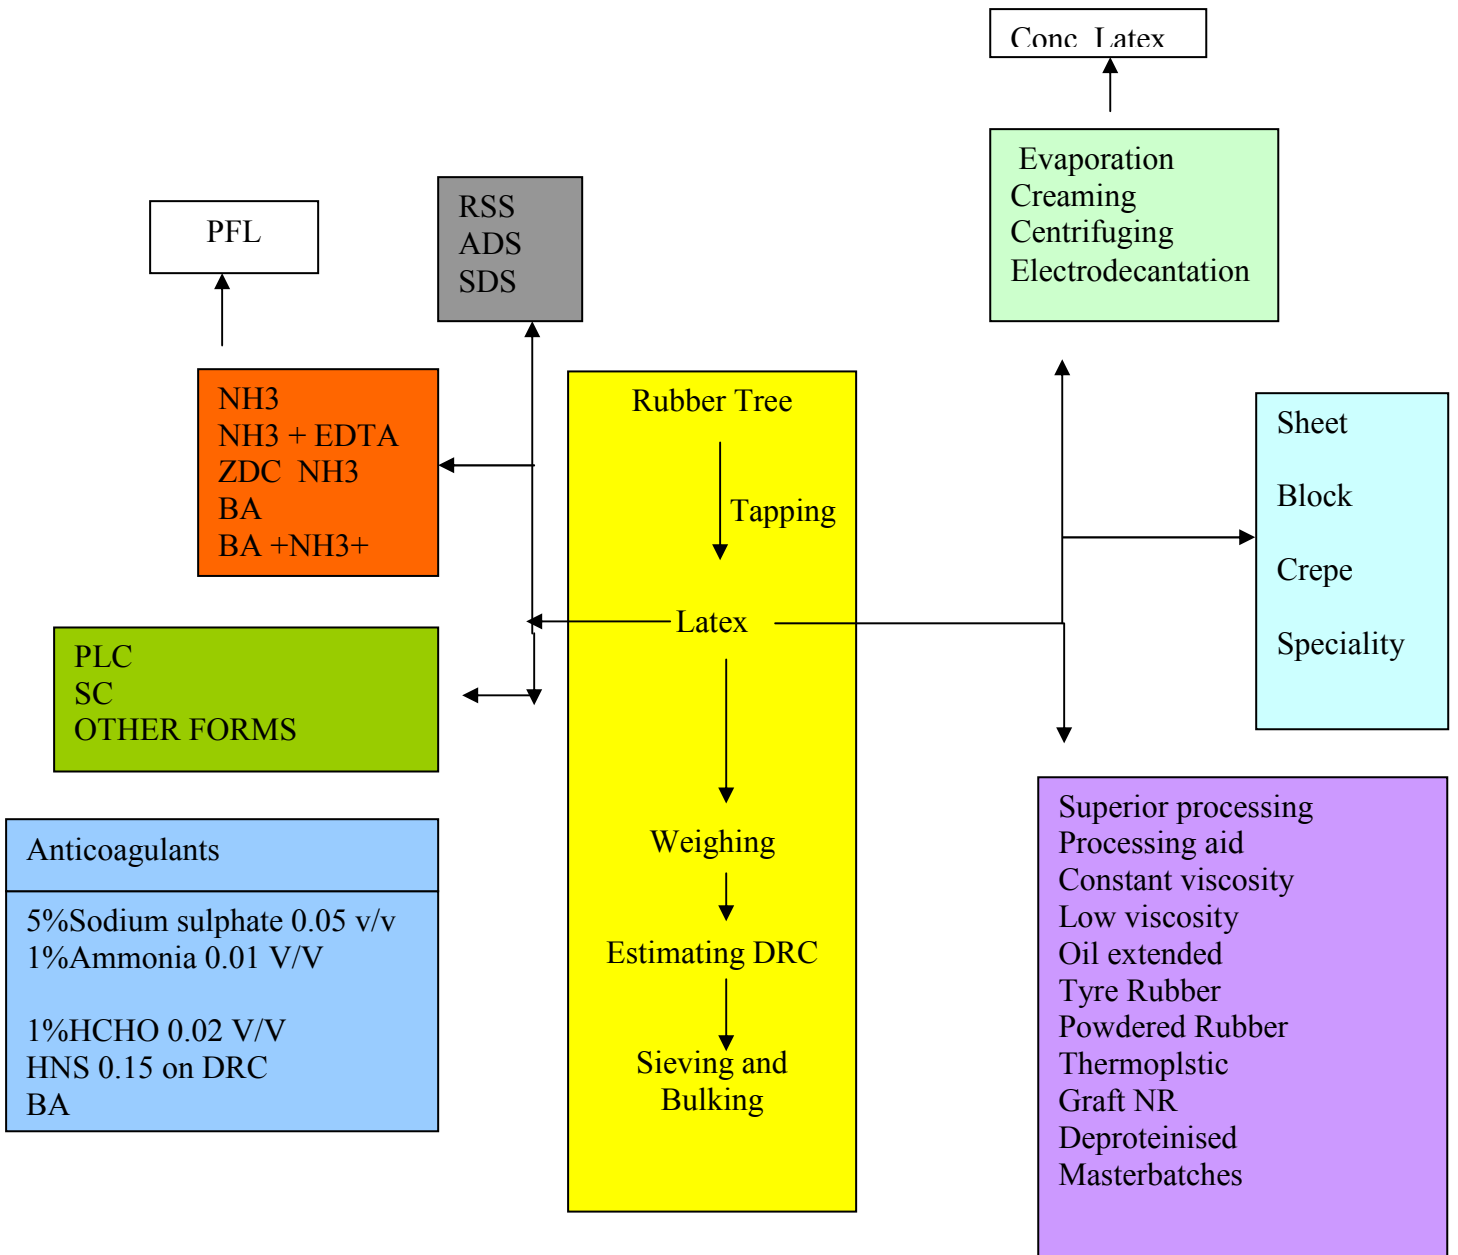 Conc Latex
Evaporation
Creaming
Centrifuging
Electrodecantation
RSS
ADS
SDS
PFL
NH3
NH3 + EDTA
ZDC NH3
BA
BA +NH3+
Rubber Tree
Tapping
Latex
Weighing
Estimating DRC
Sieving and
Bulking
Sheet
Block
Crepe
Speciality
PLC
SC
OTHER FORMS
Anticoagulants
5%Sodium sulphate 0.05 v/v
1%Ammonia 0.01 V/V
1%HCHO 0.02 V/V
HNS 0.15 on DRC
BA
Superior processing
Processing aid
Constant viscosity
Low viscosity
Oil extended
Tyre Rubber
Powdered Rubber
Thermoplstic
Graft NR
Deproteinised
Masterbatches